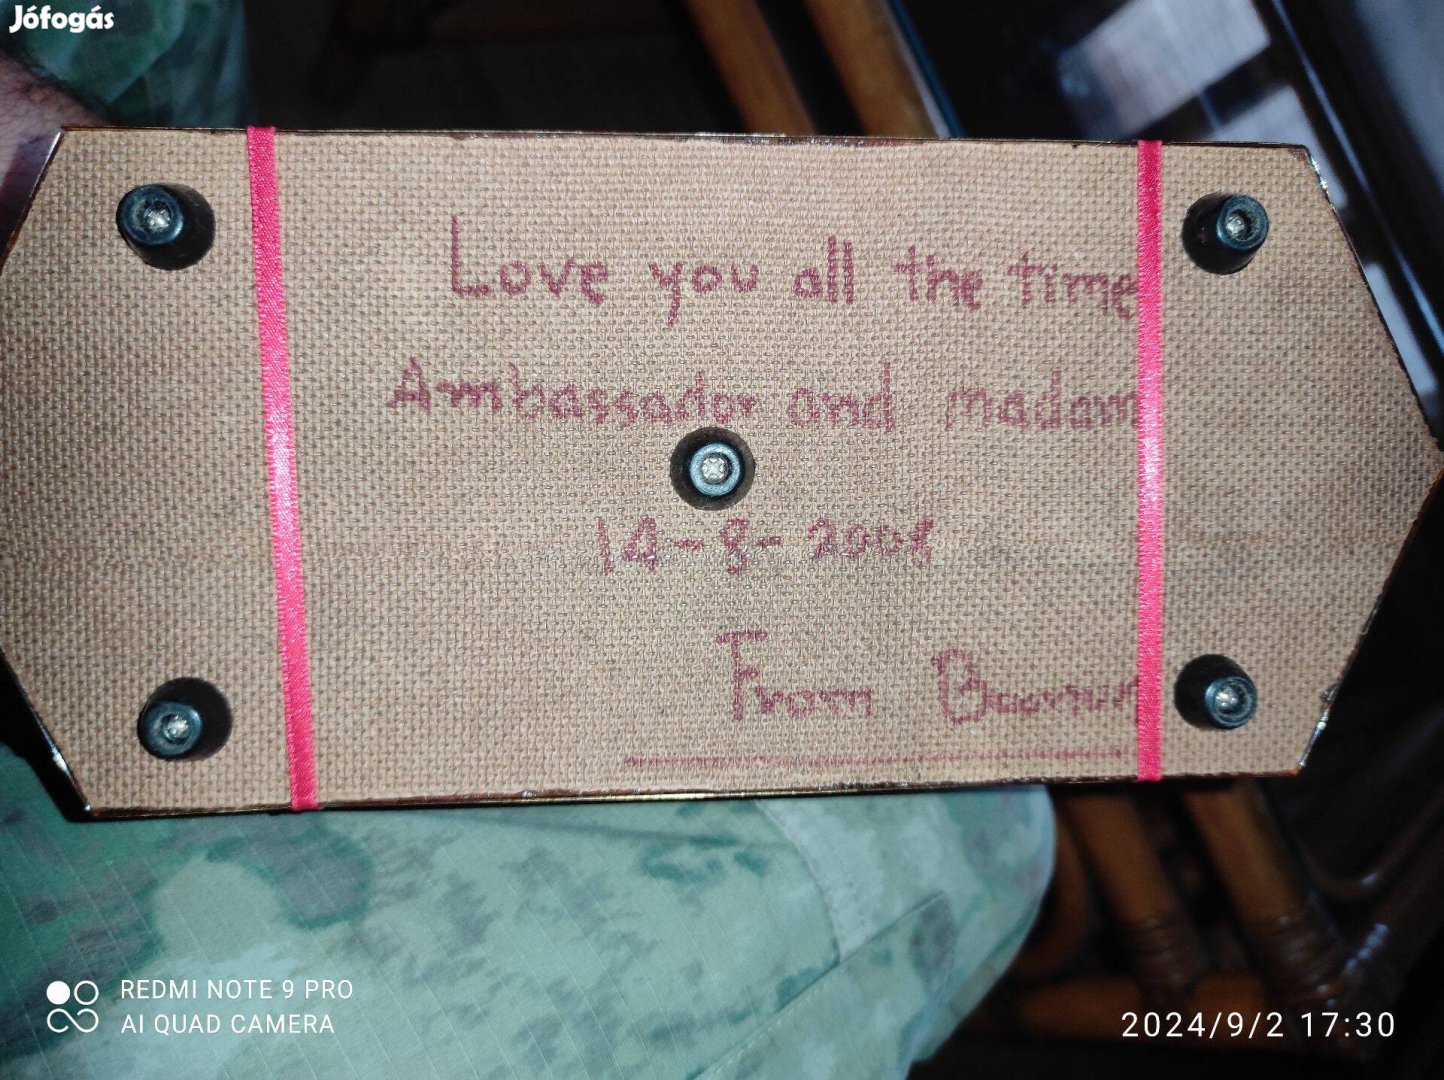 Jófogás
Love you all the time
Ambassador and madam
14-8-2008
From
REDMI NOTE 9 PRO
AI QUAD CAMERA
2024/9/2 17:30